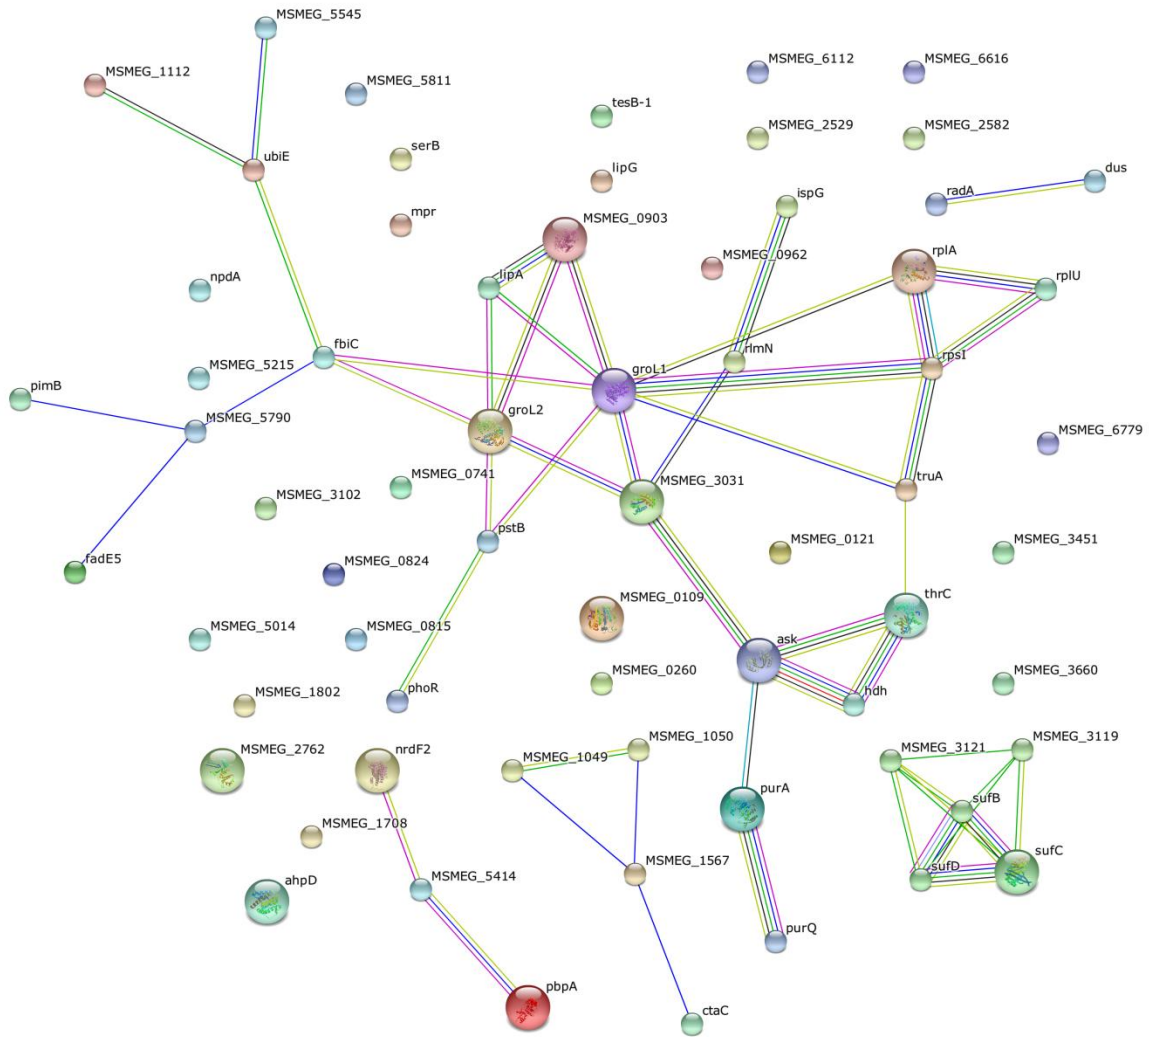 MSMEG_5545
MSMEG_1112
MSMEG_5811
MSMEG_6112
MSMEG_6616
tesB-1
MSMEG_2529
MSMEG_2582
serB
ubiE
lipG
dus
ispG
radA
mpr
MSMEG_0903
MSMEG_0962
rplA
npdA
lipA
rplU
fbiC
rlmN
rpsI
MSMEG_5215
groL1
pimB
MSMEG_5790
groL2
MSMEG_6779
MSMEG_0741
MSMEG_3031
truA
MSMEG_3102
pstB
MSMEG_0121
MSMEG_3451
fadE5
MSMEG_0824
thrC
MSMEG_0109
MSMEG_5014
MSMEG_0815
ask
MSMEG_0260
MSMEG_3660
phoR
MSMEG_1802
hdh
MSMEG_2762
nrdF2
MSMEG_1050
MSMEG_1049
MSMEG_3121
MSMEG_3119
purA
sufB
MSMEG_1708
MSMEG_1567
sufC
sufD
ahpD
MSMEG_5414
purQ
pbpA
ctaC